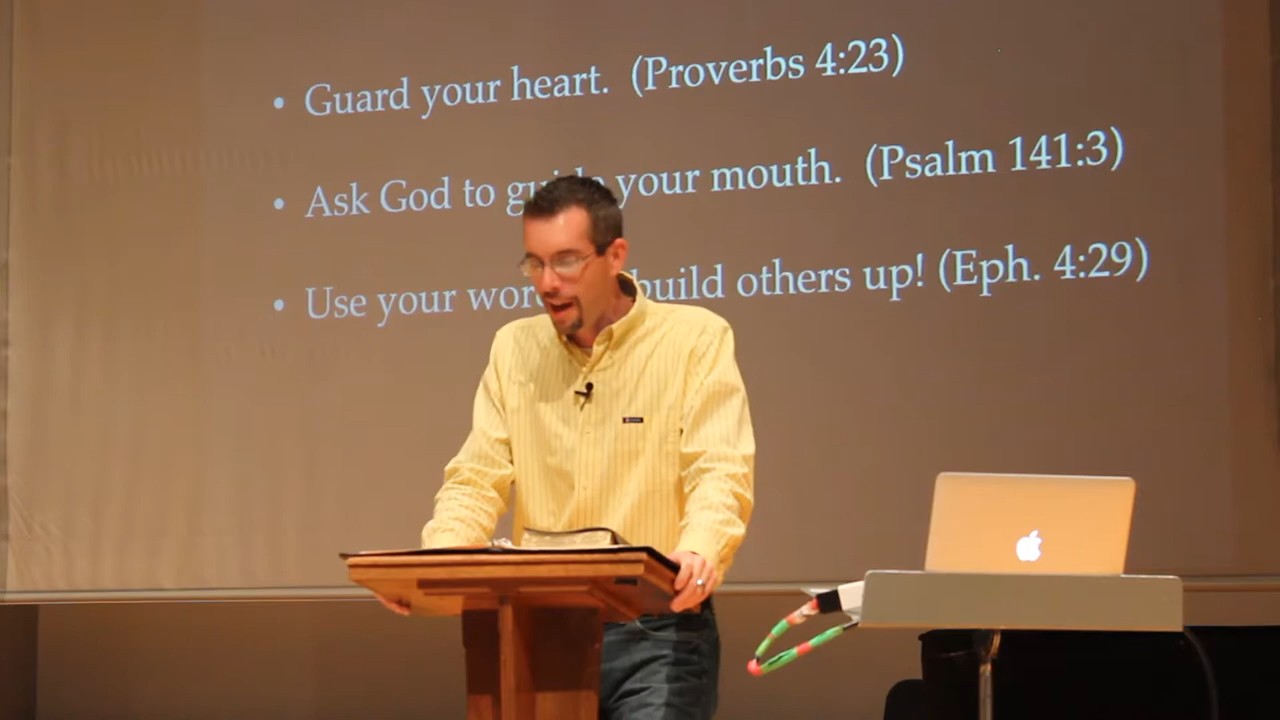 • Guard your heart. (Proverbs 4:23)
• Ask God to your mouth. (Psalm 141:3)
• Use your build others up! (Eph. 4:29)